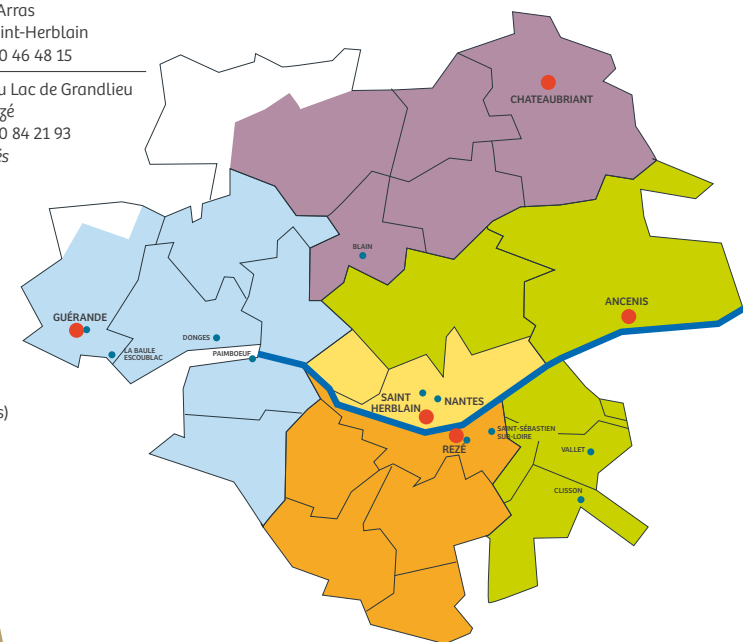 Arras
int-Herblain
0 46 48 15
u Lac de Grandlieu
zé
0 84 21 93
és
s)
CHATEAUBRIANT
BLAIN
ANCENIS
GUÉRANDE
DONGES
LA BAULE
ESCOUBLAC
PAIMBOEUF
SAINT
HERBLAIN
NANTES
SAINT-SÉBASTIEN
SUR-LOIRE
REZÉ
VALLET
CLISSON